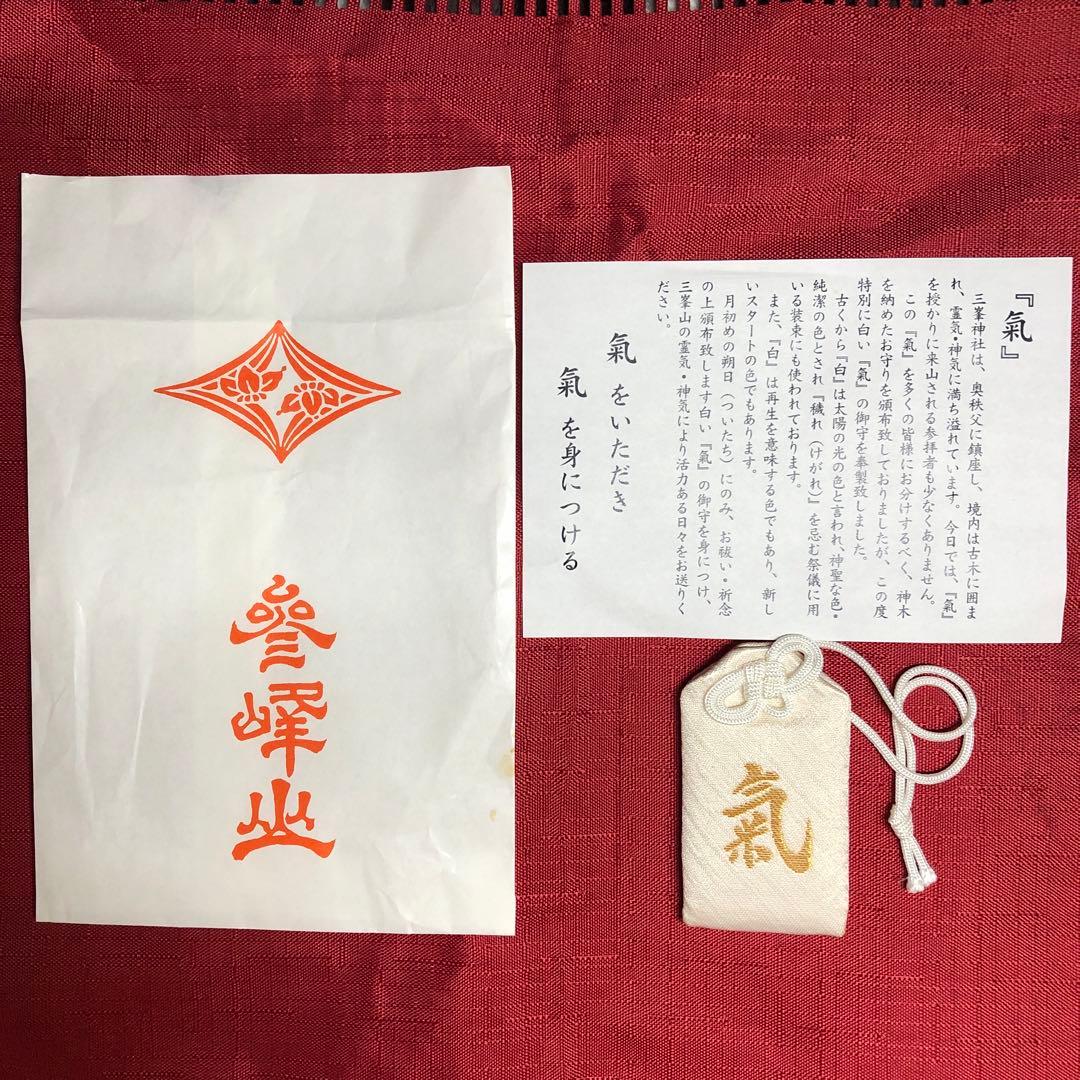 參峰山
『氣』
三峯神社は、奥秩父に鎮座し、境内は古木に囲ま
れ、霊気・神気に満ち溢れています。今日では、『氣』
を授かりに来山される参拝者も少なくありません。
この『氣』を多くの皆様にお分けするべく、神木
を納めたお守りを頒布致しておりましたが、この度
特別に白い『氣』の御守を奉製致しました。
古くから『白』は太陽の光の色と言われ、神聖な色・
純潔の色とされ『穢れ（けがれ）』を忌む祭儀に用
いる装束にも使われております。
また、『白』は再生を意味する色でもあり、新し
いスタートの色でもあります。
月初めの朔日（ついたち）にのみ、お祓い・祈念
の上頒布致します白い『氣』の御守を身につけ、
三峯山の霊気・神気により活力ある日々をお送りく
ださい。
氣をいただき
氣を身につける
氣